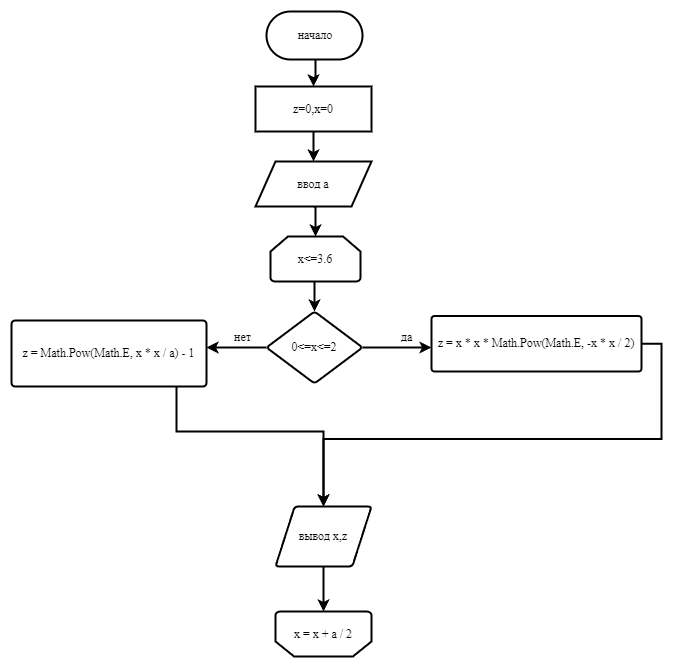 начало
z=0,x=0
ввод a
x<=3.6
нет
0<=x<=2
да
z = Math.Pow(Math.E, x * x / a) - 1
z = x * x * Math.Pow(Math.E, -x * x / 2)
вывод x,z
x = x + a / 2